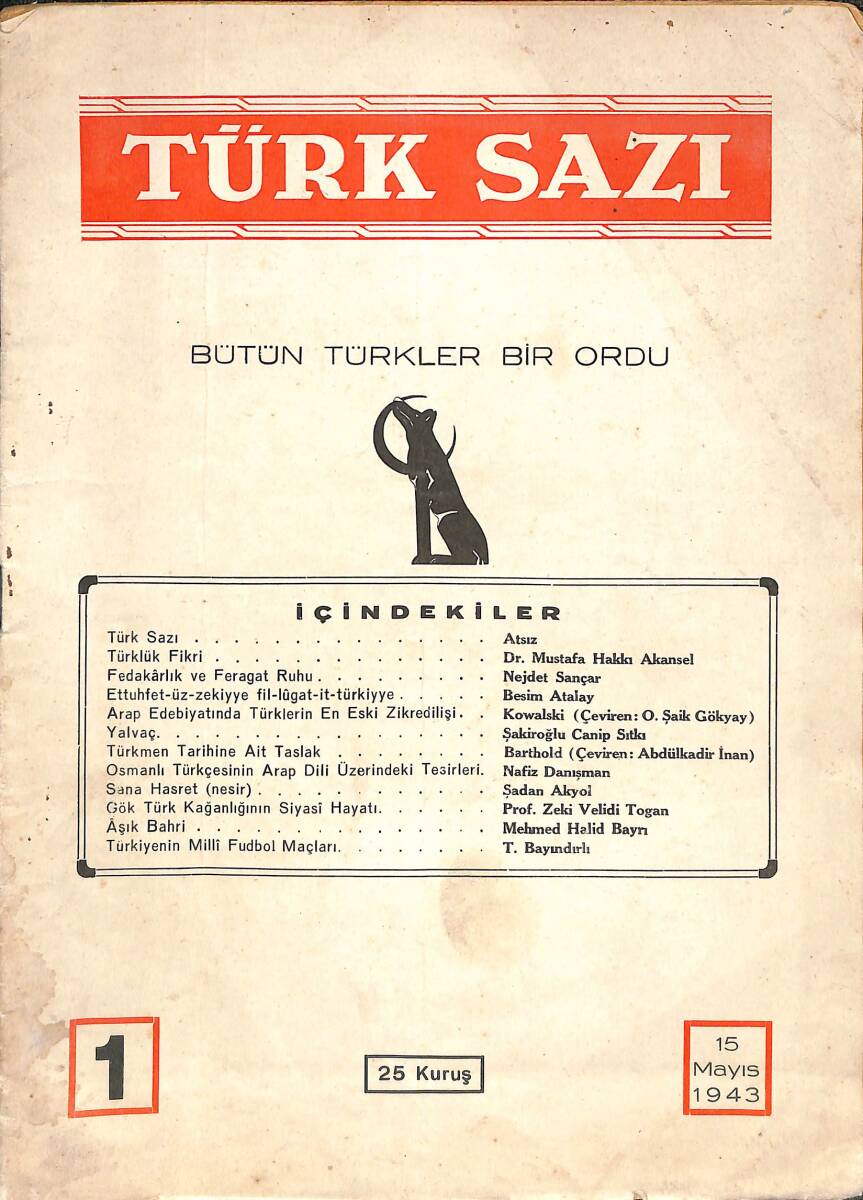 TÜRK SAZI
BÜTÜN TÜRKLER BİR ORDU
İÇİNDEKİLER
Türk Sazı . . . . . . . . . . . . . . . Atsız
Türklük Fikri . . . . . . . . . . . . . . Dr. Mustafa Hakkı Akansel
Fedakârlık ve Feragat Ruhu . . . . . . . . . Nejdet Sançar
Ettuhfet-üz-zekiyye fil-lûgat-it-türkiyye . . . . . Besim Atalay
Arap Edebiyatında Türklerin En Eski Zikredilişi . . Kowalski (Çeviren: O. Şaik Gökyay)
Yalvaç . . . . . . . . . . . . . . . . Şakiroğlu Canip Sıtkı
Türkmen Tarihine Ait Taslak . . . . . . . . Barthold (Çeviren: Abdülkadir İnan)
Osmanlı Türkçesinin Arap Dili Üzerindeki Tesirleri. Nafiz Danışman
Sana Hasret (nesir) . . . . . . . . . . . . Şadan Akyol
Gök Türk Kağanlığının Siyasî Hayatı . . . . . . Prof. Zeki Velidi Togan
Âşık Bahri . . . . . . . . . . . . . . . Mehmed Halid Bayrı
Türkiyenin Millî Fudbol Maçları . . . . . . . . T. Bayındırlı
1
25 Kuruş
15
Mayıs
1943